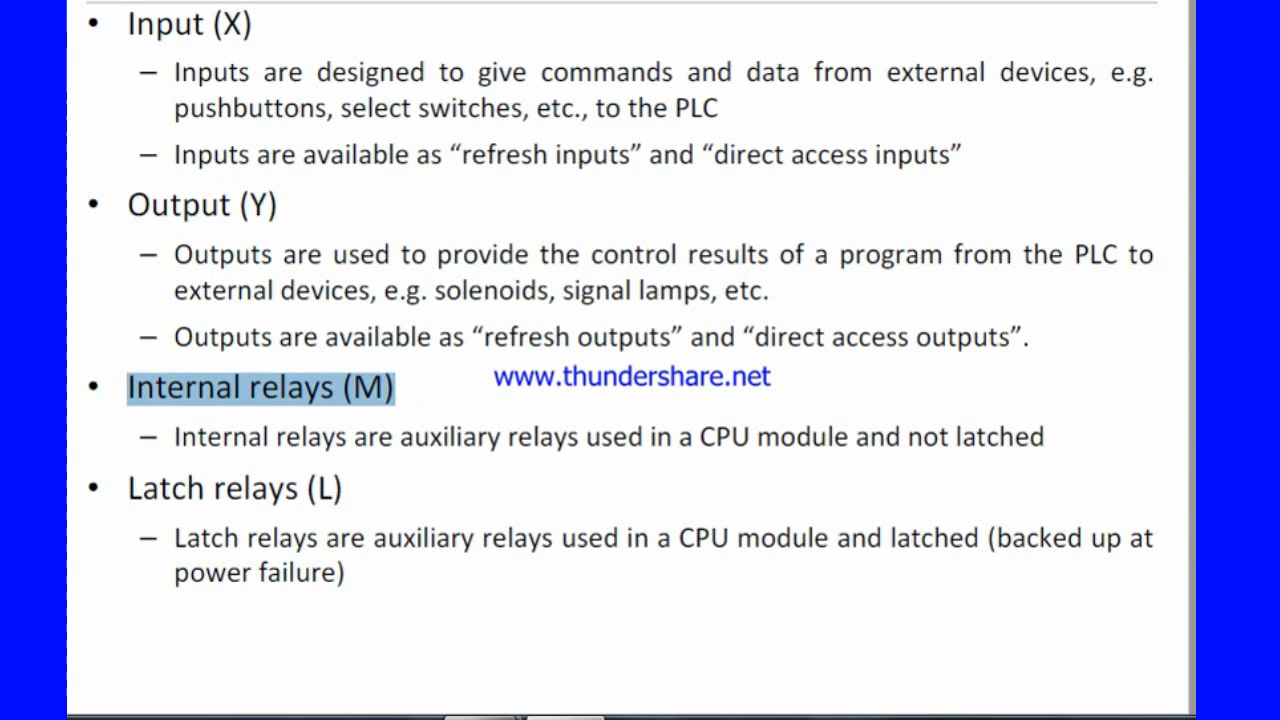 • Input (X)
– Inputs are designed to give commands and data from external devices, e.g.
pushbuttons, select switches, etc., to the PLC
– Inputs are available as “refresh inputs” and “direct access inputs”
• Output (Y)
– Outputs are used to provide the control results of a program from the PLC to
external devices, e.g. solenoids, signal lamps, etc.
– Outputs are available as “refresh outputs” and “direct access outputs”.
• Internal relays (M)
www.thundershare.net
– Internal relays are auxiliary relays used in a CPU module and not latched
• Latch relays (L)
– Latch relays are auxiliary relays used in a CPU module and latched (backed up at
power failure)